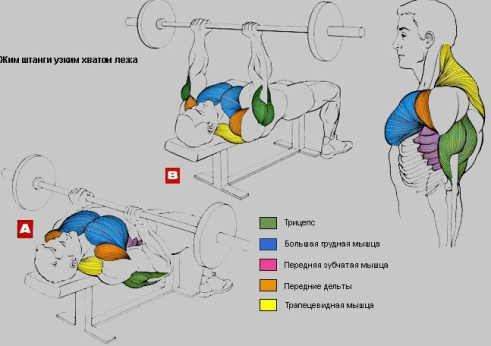 Жим штанги узким хватом лежа
B
A
Трицепс
Большая грудная мышца
Передняя зубчатая мышца
Передние дельты
Трапецевидная мышца